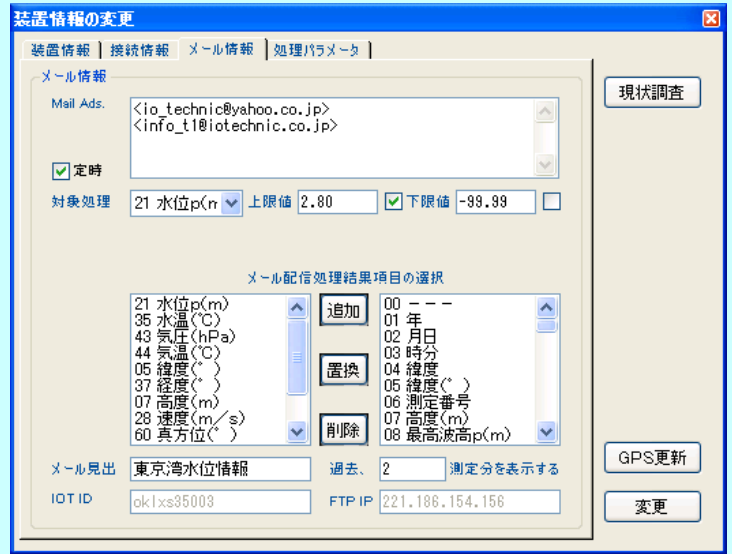 装置情報の変更
装置情報 接続情報 メール情報 処理パラメータ
メール情報
Mail Ads.
<io_technic@yahoo.co.jp>
<info_t1@iotechnic.co.jp>
現状調査
定時
対象処理 21 水位p(m 上限値 2.80 下限値 -99.99
メール配信処理結果項目の選択
21 水位p(m)
35 水温(℃)
43 気圧(hPa)
44 気温(℃)
05 緯度(゜)
37 経度(゜)
07 高度(m)
28 速度(m/s)
60 真方位(゜)
追加
置換
削除
00 ---
01 年
02 月日
03 時分
04 緯度
05 緯度(゜)
06 測定番号
07 高度(m)
08 最高波高p(m)
GPS更新
メール見出 東京湾水位情報 過去、 2 測定分を表示する
IOT ID oklxs35003 FTP IP 221.186.154.156
変更